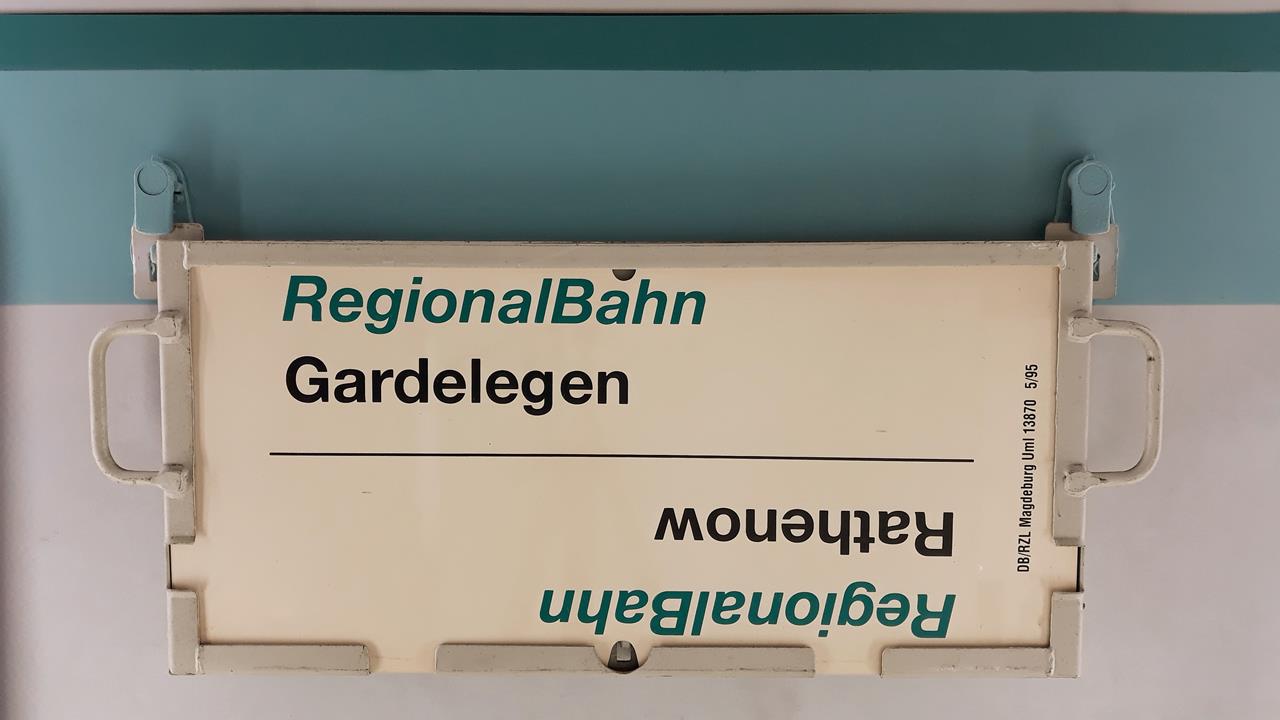 RegionalBahn
Gardelegen
Rathenow
RegionalBahn
DB/RZL Magdeburg Uml 13870 5/95